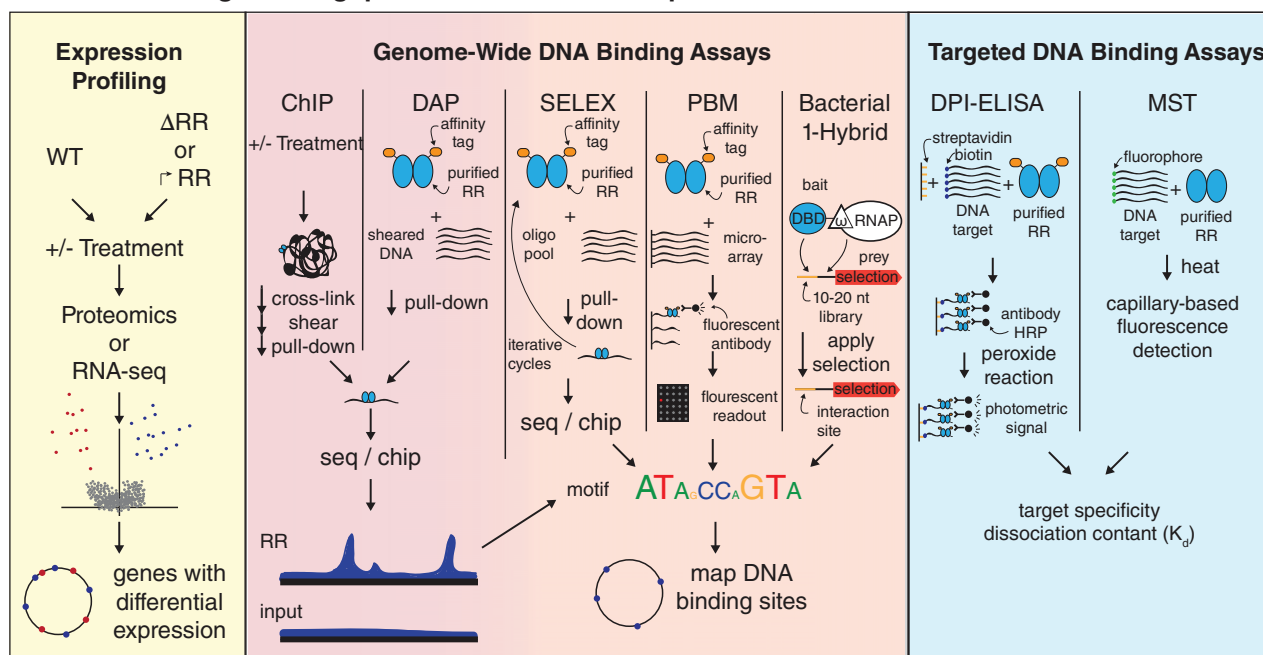 Expression
Profiling
WT
ΔRR
or
RR
+/- Treatment
Proteomics
or
RNA-seq
genes with
differential
expression
Genome-Wide DNA Binding Assays
ChIP
+/- Treatment
cross-link
shear
pull-down
DAP
affinity
tag
purified
RR
+
sheared
DNA
pull-down
seq / chip
RR
input
SELEX
affinity
tag
purified
RR
+
oligo
pool
pull-
down
iterative
cycles
seq / chip
PBM
affinity
tag
purified
RR
+
micro-
array
fluorescent
antibody
flourescent
readout
Bacterial
1-Hybrid
bait
DBD
ω
RNAP
prey
selection
10-20 nt
library
apply
selection
selection
interaction
site
motif
ATAGCCAGTA
map DNA
binding sites
Targeted DNA Binding Assays
DPI-ELISA
streptavidin
biotin
+
+
DNA
target
purified
RR
antibody
HRP
peroxide
reaction
photometric
signal
MST
fluorophore
+
DNA
target
purified
RR
heat
capillary-based
fluorescence
detection
target specificity
dissociation contant (Kd)